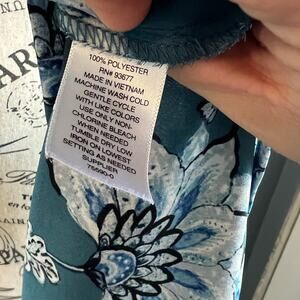 100% POLYESTER
RN# 93677
MADE IN VIETNAM
MACHINE WASH COLD
GENTLE CYCLE
WITH LIKE COLORS
USE ONLY NON-
CHLORINE BLEACH
WHEN NEEDED
TUMBLE DRY, LOW
IRON ON LOWEST
SETTING AS NEEDED
SUPPLIER